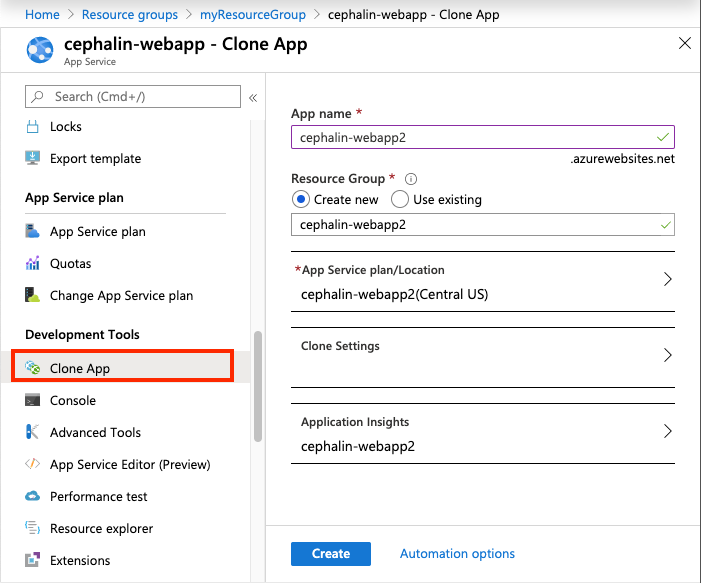 Home > Resource groups > myResourceGroup > cephalin-webapp - Clone App
cephalin-webapp - Clone App
App Service
Search (Cmd+/)
«
Locks
Export template
App Service plan
App Service plan
Quotas
Change App Service plan
Development Tools
Clone App
Console
Advanced Tools
App Service Editor (Preview)
Performance test
Resource explorer
Extensions
App name *
cephalin-webapp2
.azurewebsites.net
Resource Group *
Create new Use existing
cephalin-webapp2
*App Service plan/Location
cephalin-webapp2(Central US)
Clone Settings
Application Insights
cephalin-webapp2
Create Automation options